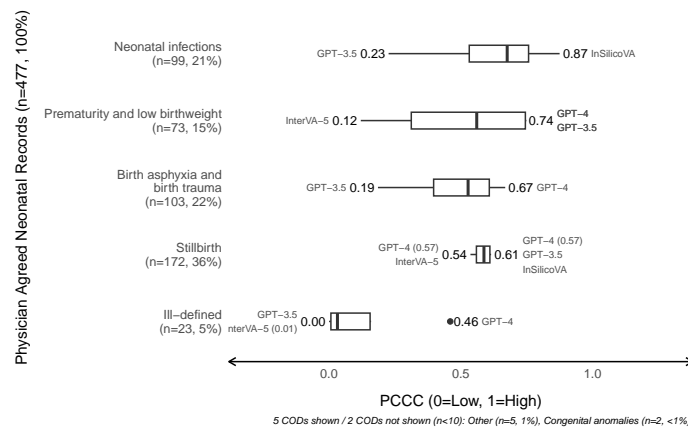 Physician Agreed Neonatal Records (n=477, 100%)
Neonatal infections
(n=99, 21%)
GPT−3.5 0.23
0.87 InSilicoVA
Prematurity and low birthweight
(n=73, 15%)
InterVA−5 0.12
0.74 GPT−4
GPT−3.5
Birth asphyxia and
birth trauma
(n=103, 22%)
GPT−3.5 0.19
0.67 GPT−4
Stillbirth
(n=172, 36%)
GPT−4 (0.57)
InterVA−5
0.54
0.61
GPT−4 (0.57)
GPT−3.5
InSilicoVA
Ill−defined
(n=23, 5%)
GPT−3.5
nterVA−5 (0.01)
0.00
0.46 GPT−4
0.0
0.5
1.0
PCCC (0=Low, 1=High)
5 CODs shown / 2 CODs not shown (n<10): Other (n=5, 1%), Congenital anomalies (n=2, <1%)